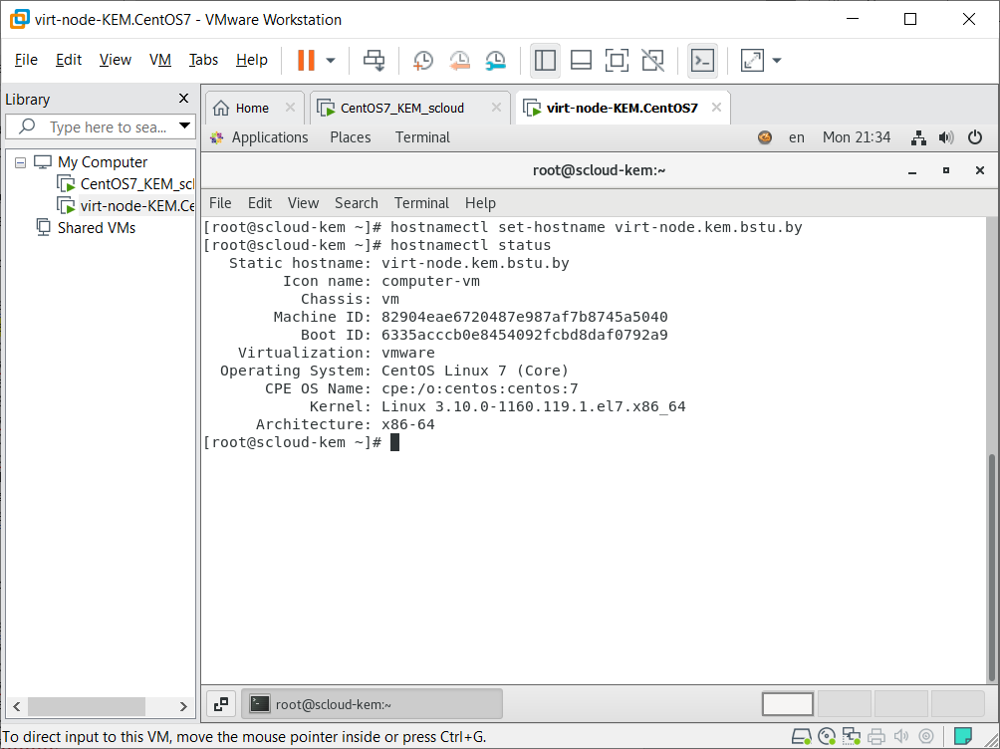 virt-node-KEM.CentOS7 - VMware Workstation
File Edit View VM Tabs Help
Library
Type here to sea...
My Computer
CentOS7_KEM_scl
virt-node-KEM.Ce
Shared VMs
Home
CentOS7_KEM_scloud
virt-node-KEM.CentOS7
Applications Places Terminal
en Mon 21:34
root@scloud-kem:~
File Edit View Search Terminal Help
[root@scloud-kem ~]# hostnamectl set-hostname virt-node.kem.bstu.by
[root@scloud-kem ~]# hostnamectl status
Static hostname: virt-node.kem.bstu.by
Icon name: computer-vm
Chassis: vm
Machine ID: 82904eae6720487e987af7b8745a5040
Boot ID: 6335acccb0e8454092fcbd8daf0792a9
Virtualization: vmware
Operating System: CentOS Linux 7 (Core)
CPE OS Name: cpe:/o:centos:centos:7
Kernel: Linux 3.10.0-1160.119.1.el7.x86_64
Architecture: x86-64
[root@scloud-kem ~]#
root@scloud-kem:~
To direct input to this VM, move the mouse pointer inside or press Ctrl+G.